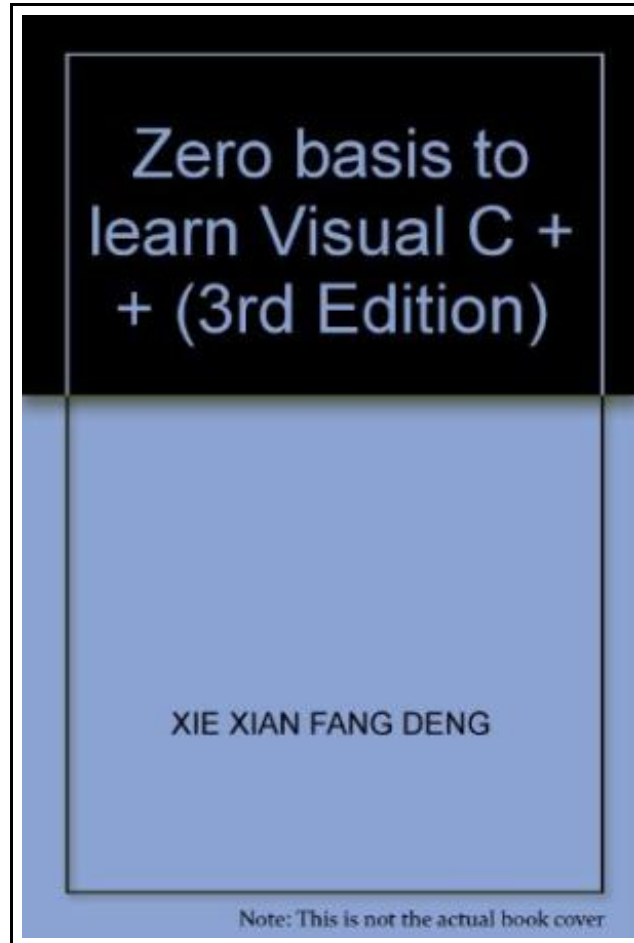 Zero basis to
learn Visual C +
+ (3rd Edition)
XIE XIAN FANG DENG
Note: This is not the actual book cover